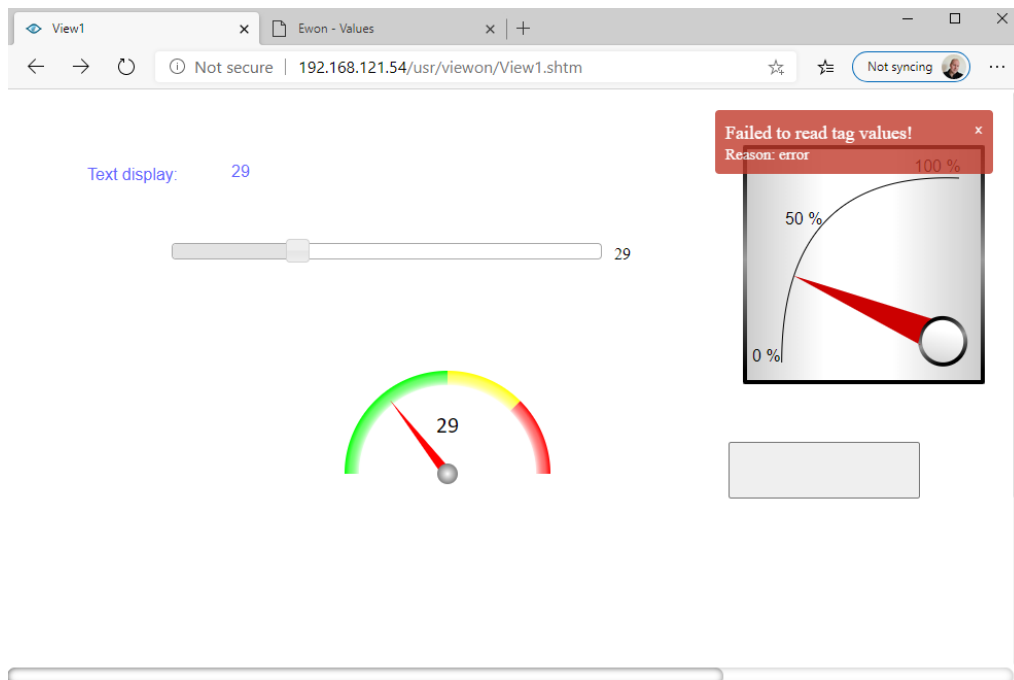 View1
Ewon - Values
Not secure | 192.168.121.54/usr/viewon/View1.shtm
Not syncing
Failed to read tag values! x
Reason: error
100 %
Text display: 29
50 %
29
0 %
29